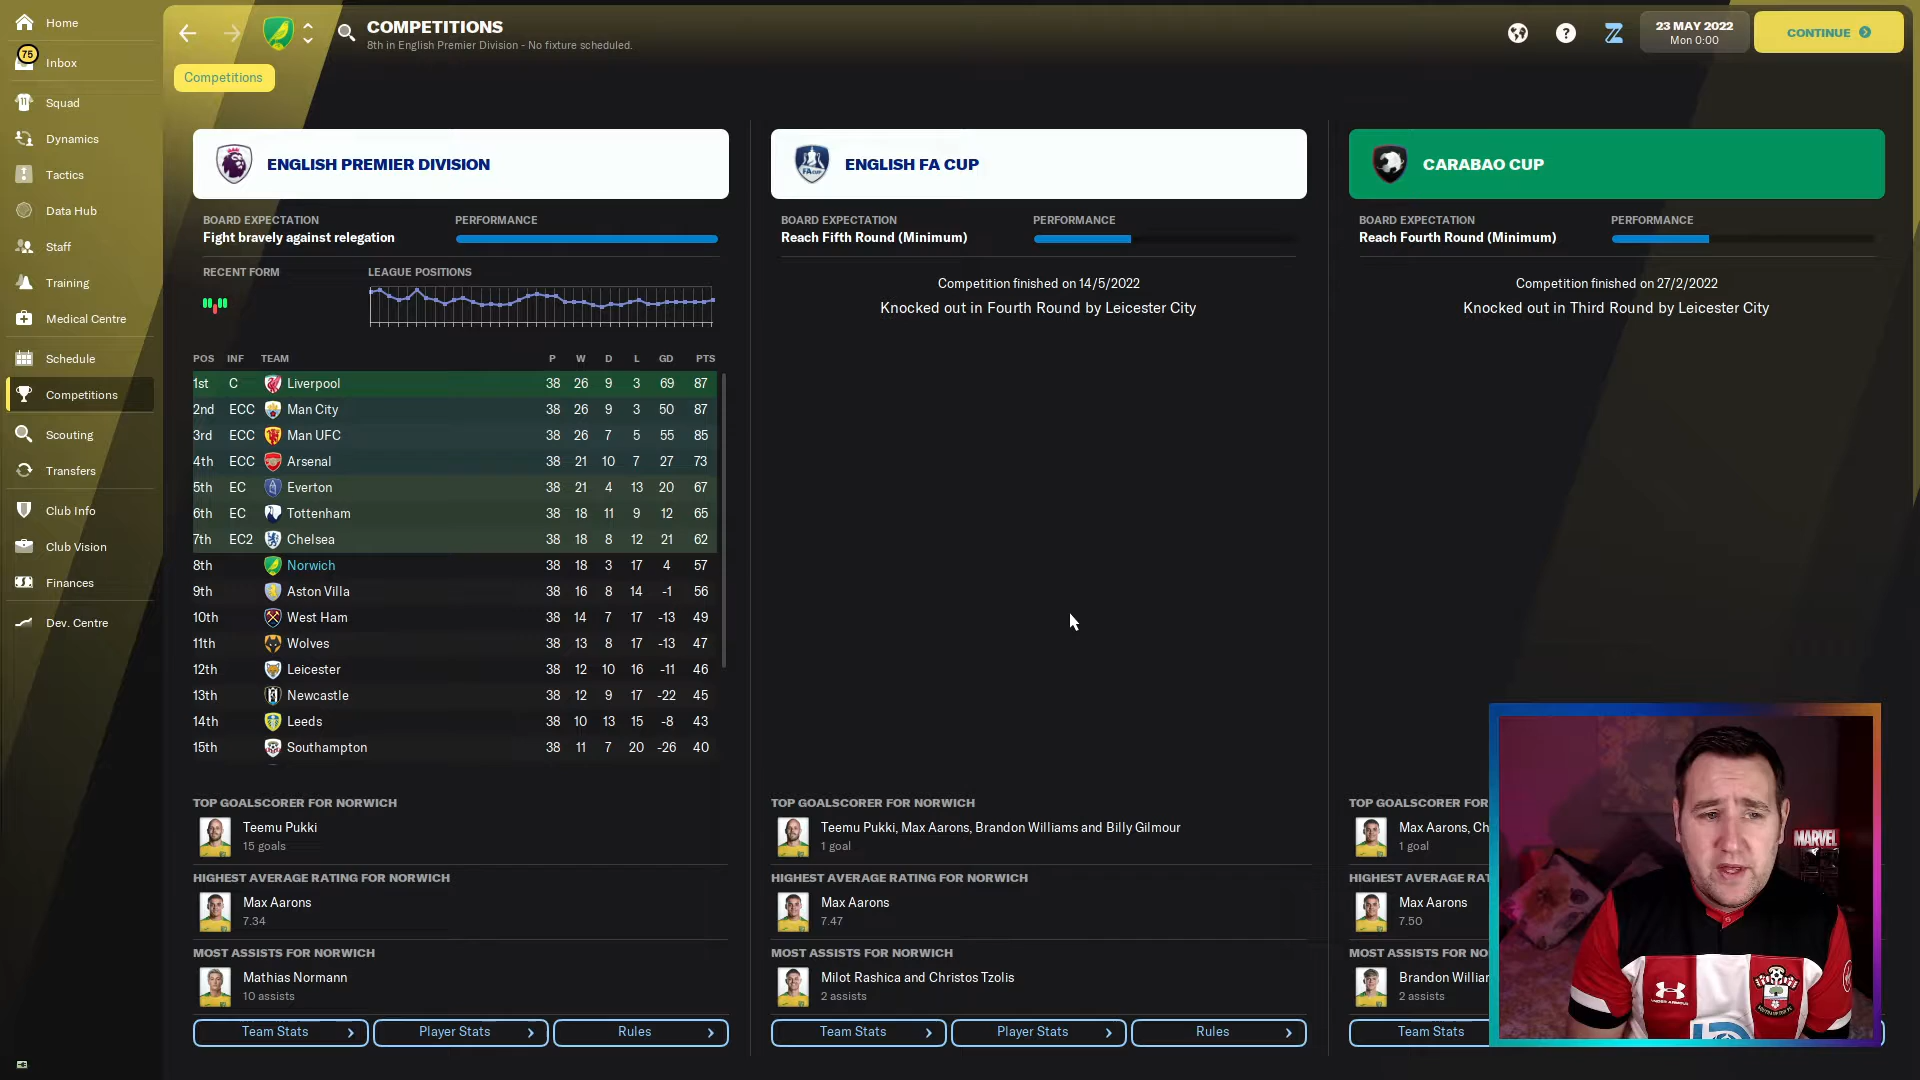 Home
75
Inbox
Squad
Dynamics
Tactics
Data Hub
Staff
Training
Medical Centre
Schedule
Competitions
Scouting
Transfers
Club Info
Club Vision
Finances
Dev. Centre
COMPETITIONS
8th in English Premier Division - No fixture scheduled.
23 MAY 2022
Mon 0:00
CONTINUE
Competitions
ENGLISH PREMIER DIVISION
BOARD EXPECTATION PERFORMANCE
Fight bravely against relegation
RECENT FORM LEAGUE POSITIONS
POS INF TEAM P W D L GD PTS
1st C Liverpool 38 26 9 3 69 87
2nd ECC Man City 38 26 9 3 50 87
3rd ECC Man UFC 38 26 7 5 55 85
4th ECC Arsenal 38 21 10 7 27 73
5th EC Everton 38 21 4 13 20 67
6th EC Tottenham 38 18 11 9 12 65
7th EC2 Chelsea 38 18 8 12 21 62
8th Norwich 38 18 3 17 4 57
9th Aston Villa 38 16 8 14 -1 56
10th West Ham 38 14 7 17 -13 49
11th Wolves 38 13 8 17 -13 47
12th Leicester 38 12 10 16 -11 46
13th Newcastle 38 12 9 17 -22 45
14th Leeds 38 10 13 15 -8 43
15th Southampton 38 11 7 20 -26 40
TOP GOALSCORER FOR NORWICH
Teemu Pukki
15 goals
HIGHEST AVERAGE RATING FOR NORWICH
Max Aarons
7.34
MOST ASSISTS FOR NORWICH
Mathias Normann
10 assists
Team Stats Player Stats Rules
ENGLISH FA CUP
BOARD EXPECTATION PERFORMANCE
Reach Fifth Round (Minimum)
Competition finished on 14/5/2022
Knocked out in Fourth Round by Leicester City
TOP GOALSCORER FOR NORWICH
Teemu Pukki, Max Aarons, Brandon Williams and Billy Gilmour
1 goal
HIGHEST AVERAGE RATING FOR NORWICH
Max Aarons
7.47
MOST ASSISTS FOR NORWICH
Milot Rashica and Christos Tzolis
2 assists
Team Stats Player Stats Rules
CARABAO CUP
BOARD EXPECTATION PERFORMANCE
Reach Fourth Round (Minimum)
Competition finished on 27/2/2022
Knocked out in Third Round by Leicester City
TOP GOALSCORER FOR
Max Aarons, Ch
1 goal
HIGHEST AVERAGE RAT
Max Aarons
7.50
MOST ASSISTS FOR NO
Brandon Williar
2 assists
Team Stats
MARVEL